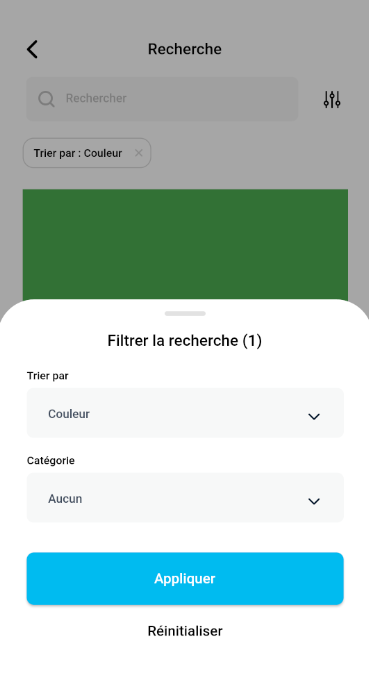 Recherche
Rechercher
Trier par : Couleur
Filtrer la recherche (1)
Trier par
Couleur
Catégorie
Aucun
Appliquer
Réinitialiser